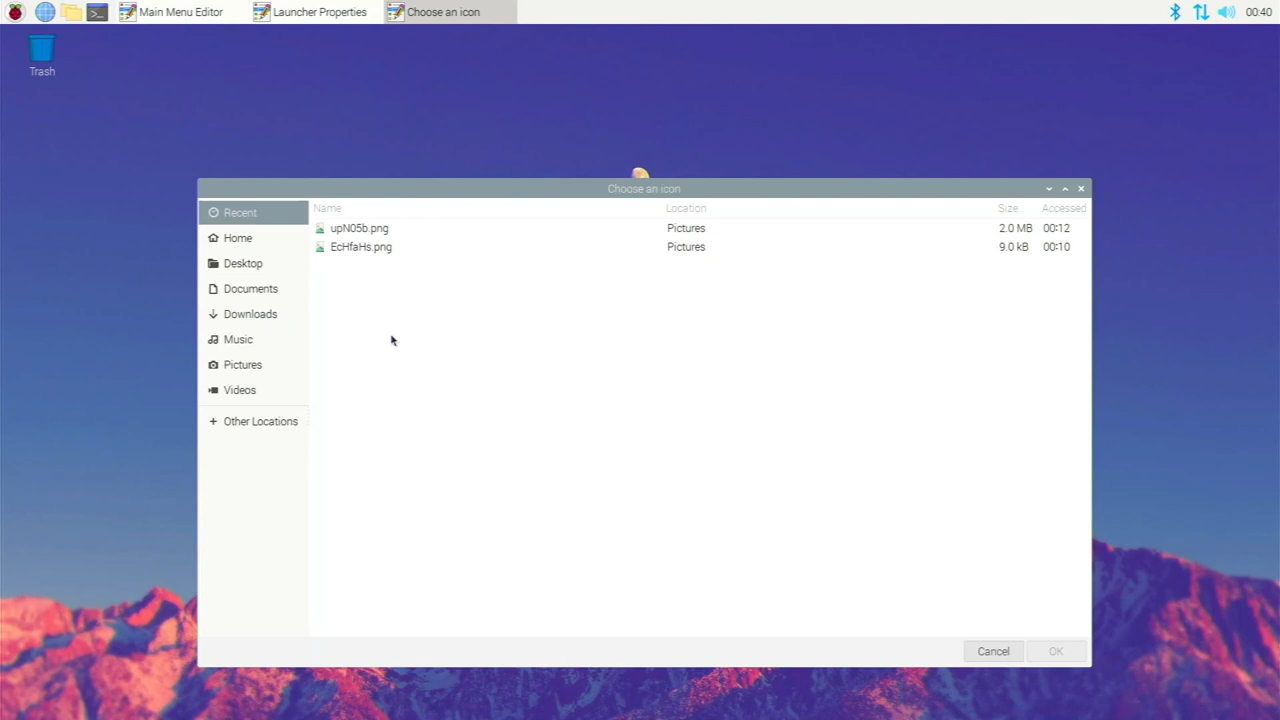 Main Menu Editor
Launcher Properties
Choose an icon
00:40
Trash
Choose an icon
Recent
Home
Desktop
Documents
Downloads
Music
Pictures
Videos
+ Other Locations
Name Location Size Accessed
upN05b.png Pictures 2.0 MB 00:12
EcHfaHs.png Pictures 9.0 kB 00:10
Cancel OK